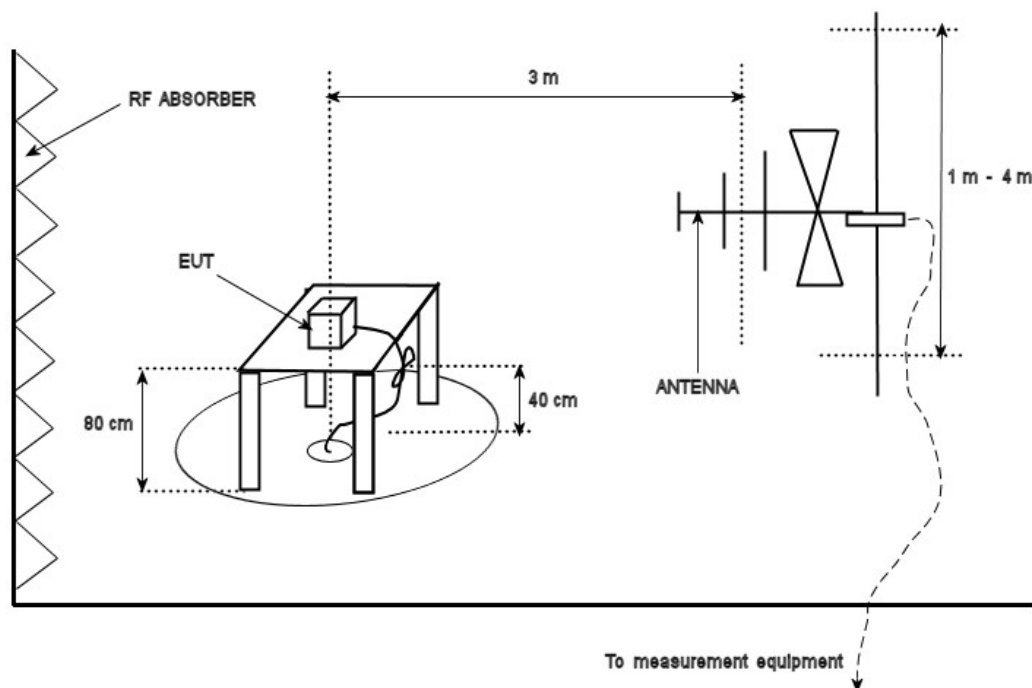 3 m
RF ABSORBER
1 m - 4 m
EUT
ANTENNA
80 cm
40 cm
To measurement equipment